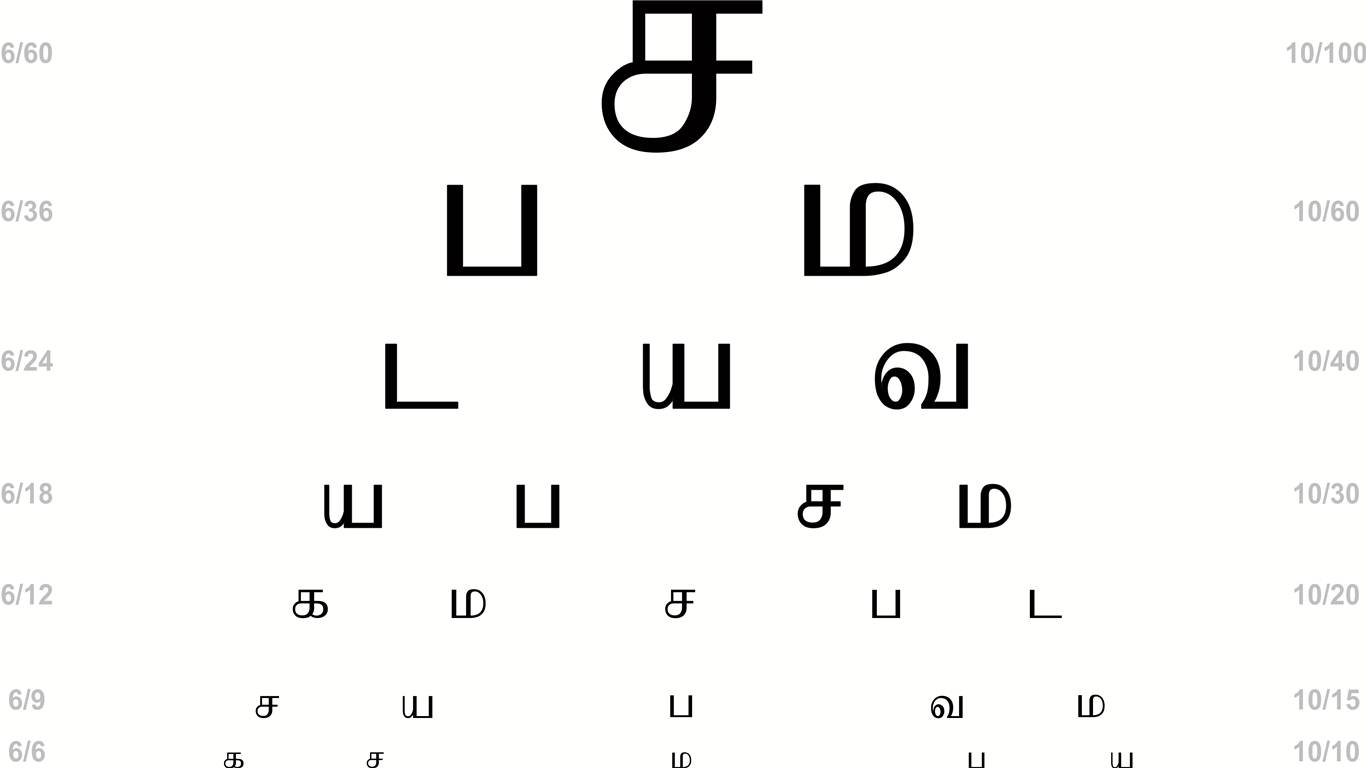 6/60 ச 10/100
6/36 ப ம 10/60
6/24 ட ய வ 10/40
6/18 ய ப ச ம 10/30
6/12 க ம ச ப ட 10/20
6/9 ச ய ப வ ம 10/15
6/6 க ச ம ப ய 10/10